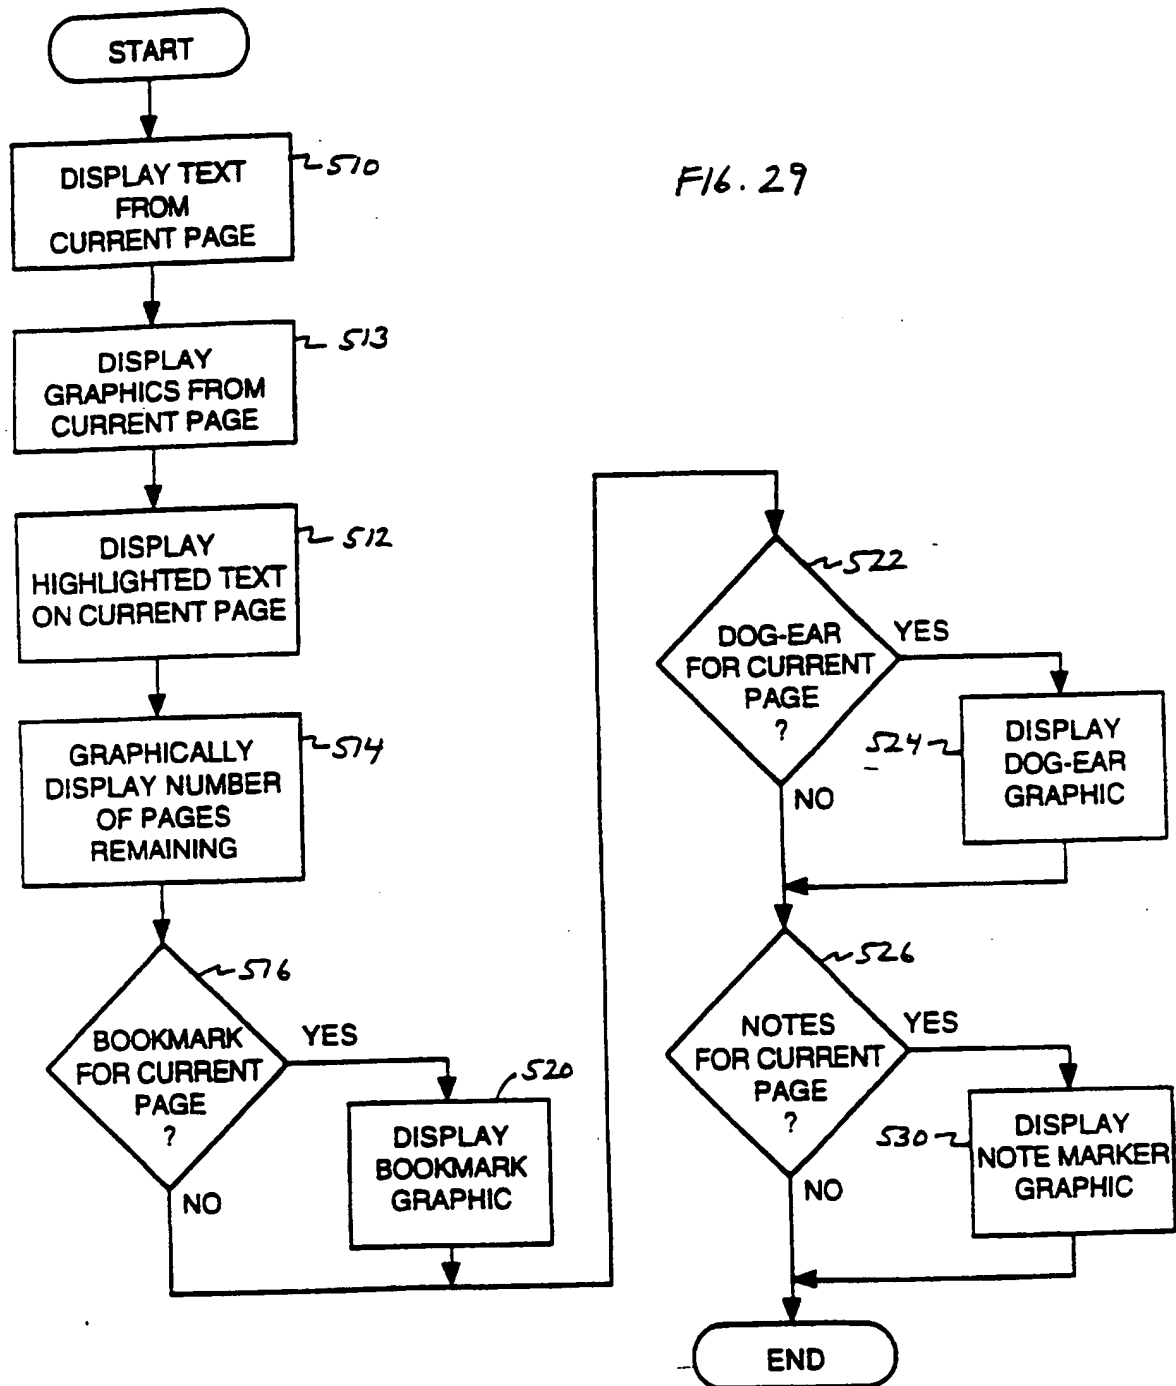 START
DISPLAY TEXT
FROM
CURRENT PAGE
510
FIG. 29
DISPLAY
GRAPHICS FROM
CURRENT PAGE
513
DISPLAY
HIGHLIGHTED TEXT
ON CURRENT PAGE
512
GRAPHICALLY
DISPLAY NUMBER
OF PAGES
REMAINING
514
516
BOOKMARK
FOR CURRENT
PAGE
?
YES
NO
520
DISPLAY
BOOKMARK
GRAPHIC
522
DOG-EAR
FOR CURRENT
PAGE
?
YES
NO
524
DISPLAY
DOG-EAR
GRAPHIC
526
NOTES
FOR CURRENT
PAGE
?
YES
NO
530
DISPLAY
NOTE MARKER
GRAPHIC
END